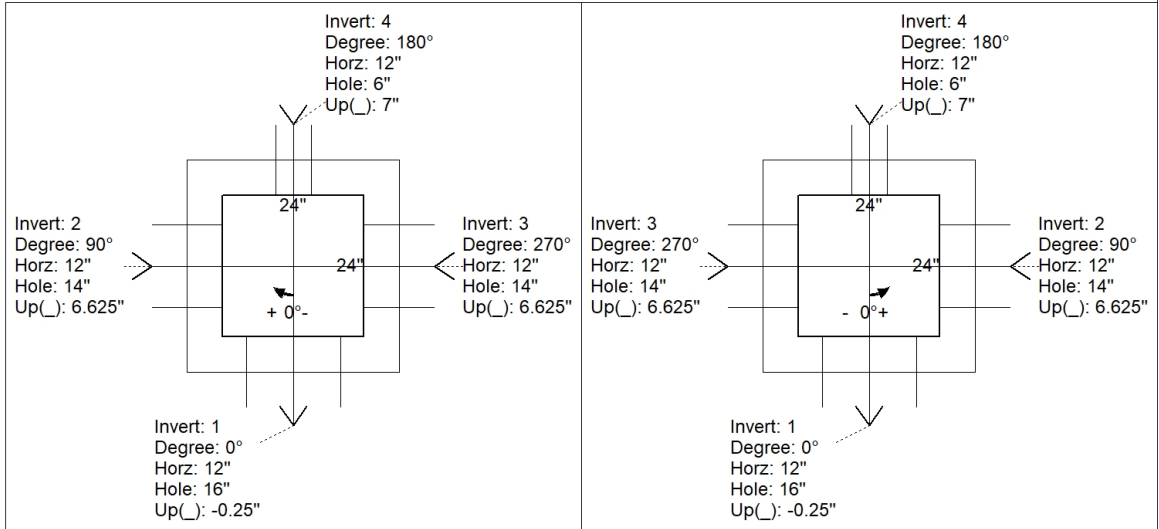 Invert: 4
Degree: 180°
Horz: 12"
Hole: 6"
Up(_): 7"
24"
Invert: 2
Degree: 90°
Horz: 12"
Hole: 14"
Up(_): 6.625"
24"
Invert: 3
Degree: 270°
Horz: 12"
Hole: 14"
Up(_): 6.625"
+ 0° -
Invert: 1
Degree: 0°
Horz: 12"
Hole: 16"
Up(_): -0.25"
Invert: 4
Degree: 180°
Horz: 12"
Hole: 6"
Up(_): 7"
24"
Invert: 3
Degree: 270°
Horz: 12"
Hole: 14"
Up(_): 6.625"
24"
Invert: 2
Degree: 90°
Horz: 12"
Hole: 14"
Up(_): 6.625"
- 0° +
Invert: 1
Degree: 0°
Horz: 12"
Hole: 16"
Up(_): -0.25"